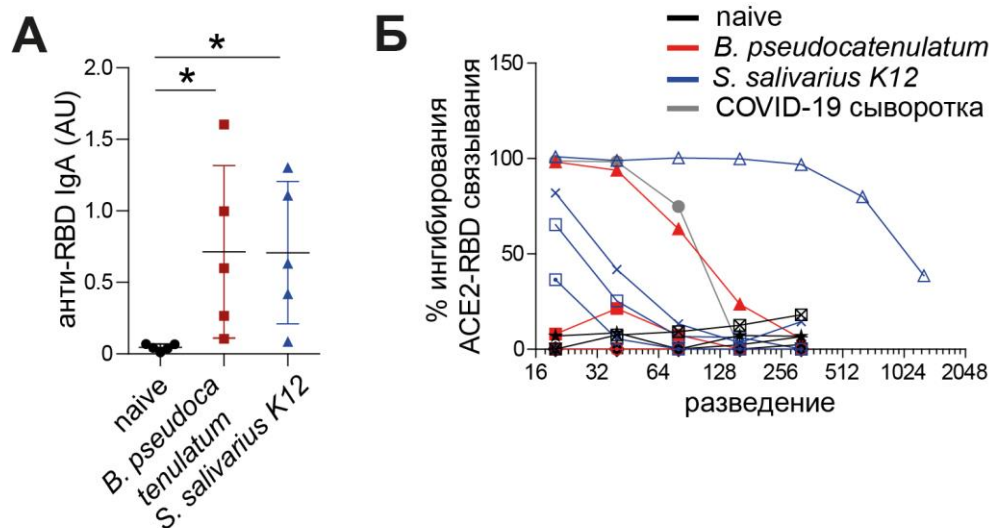 А
анти-RBD IgA (AU)
2.0
1.5
1.0
0.5
0
*
*
naive
B. pseudoca
tenulatum
S. salivarius K12
Б
naive
B. pseudocatenulatum
S. salivarius K12
COVID-19 сыворотка
% ингибирования
ACE2-RBD связывания
150
100
50
0
16 32 64 128 256 512 1024 2048
разведение